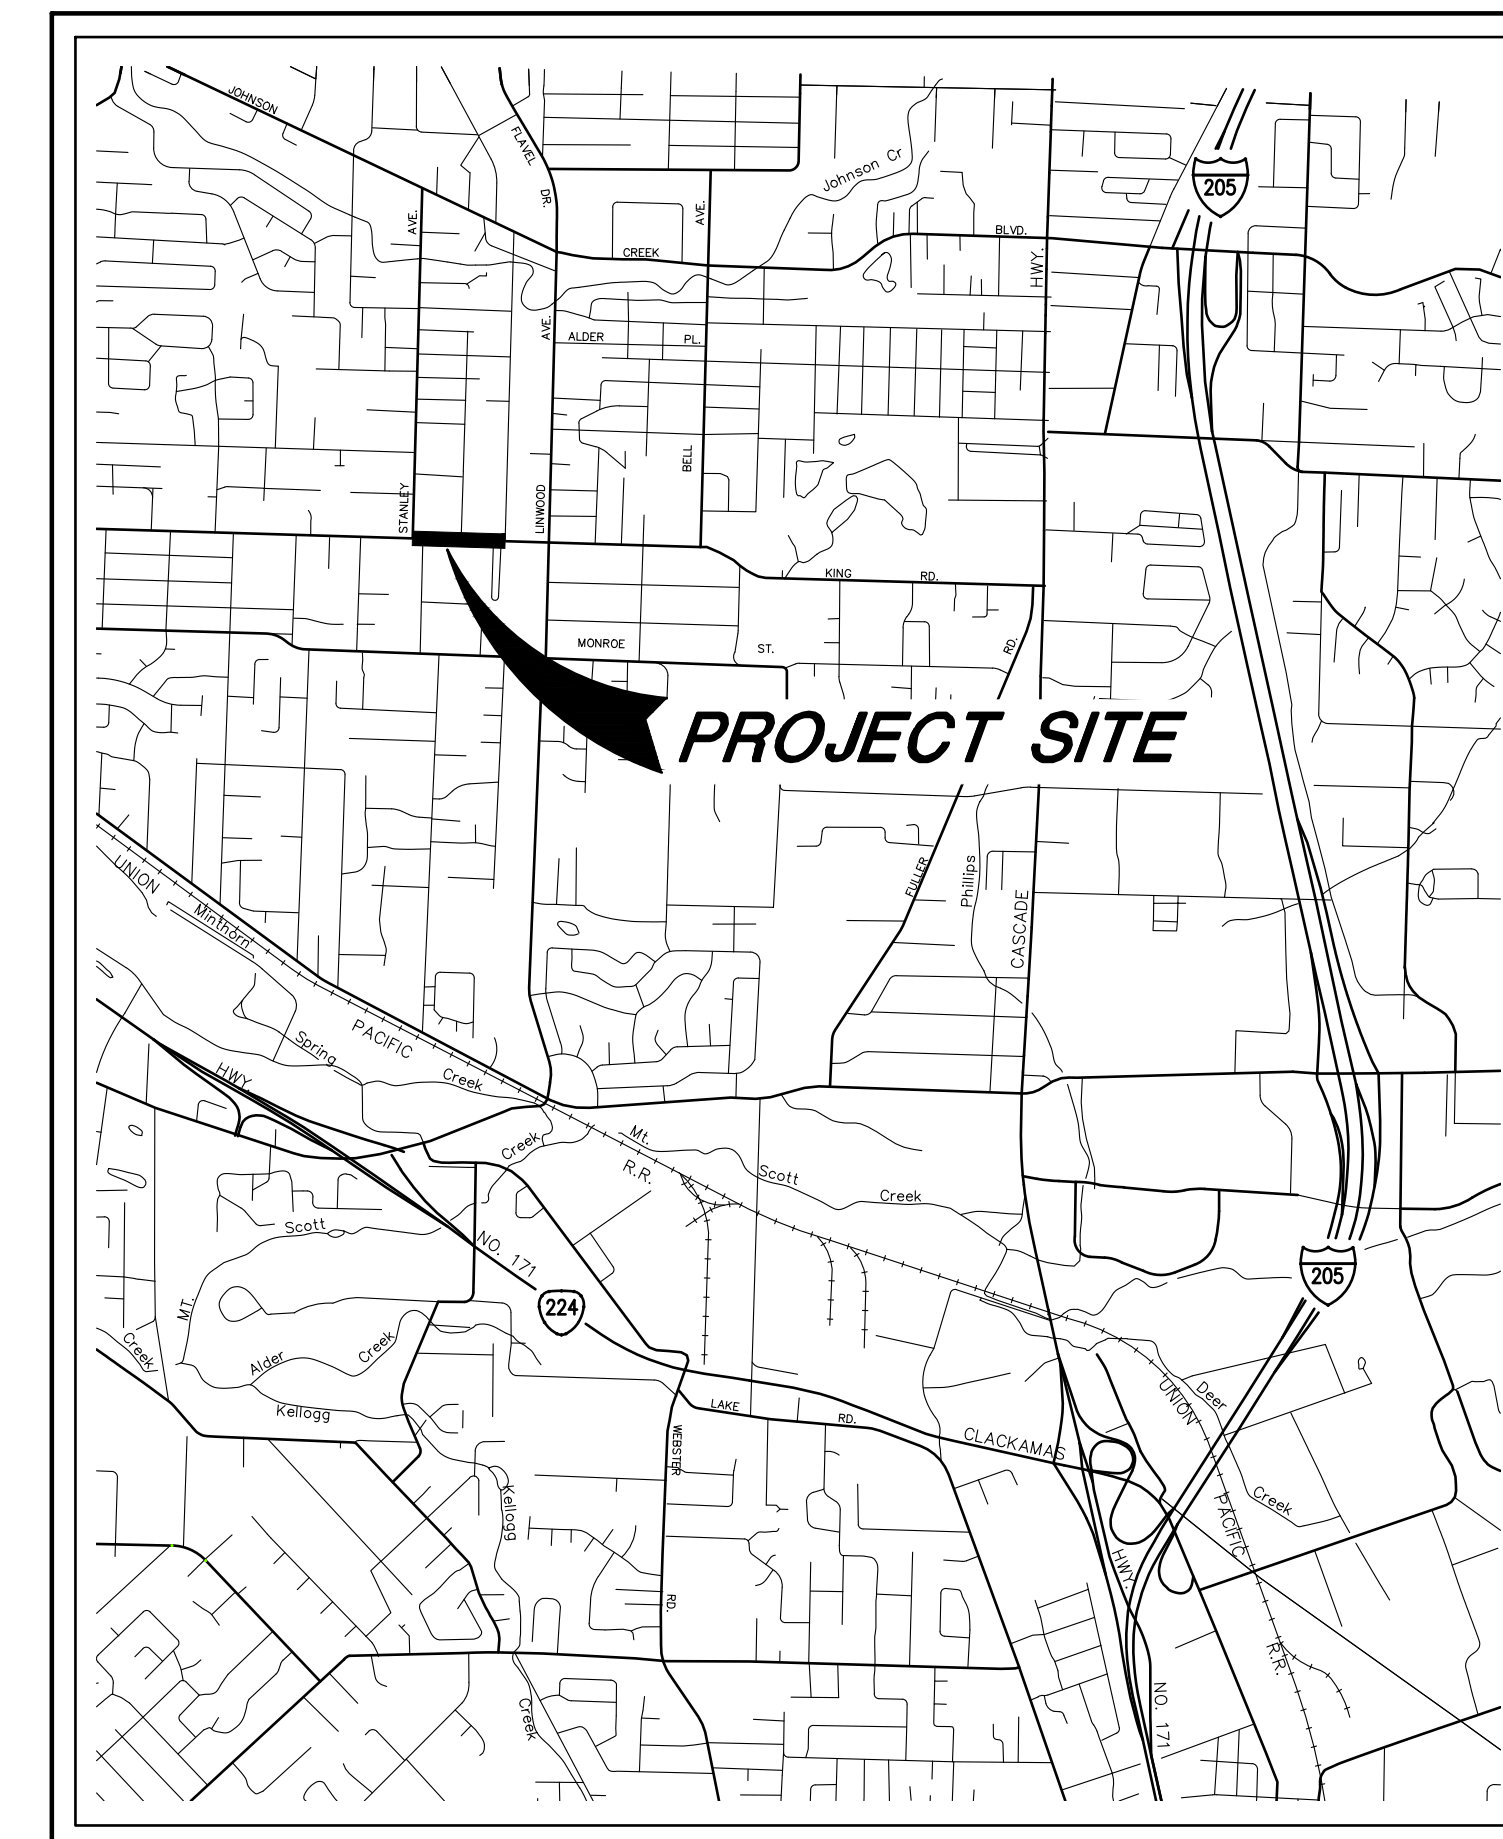 JOHNSON
FLAVEL
DR.
Johnson Cr
205
AVE.
AVE.
CREEK
BLVD.
HWY.
AVE.
ALDER
PL.
BELL
STANLEY
LINWOOD
KING
RD.
MONROE
ST.
RD.
PROJECT SITE
UNION
Minthorn
FULLER
Phillips
CASCADE
PACIFIC
Spring
Creek
HWY
Creek
Mt.
R.R.
Scott
Creek
Scott
NO. 171
205
224
MT.
Creek
Alder
Creek
Kellogg
LAKE
RD.
WEBSTER
CLACKAMAS
UNION
Deer
Creek
Kellogg
PACIFIC
HWY.
RD.
R.R.
Creek
NO. 171